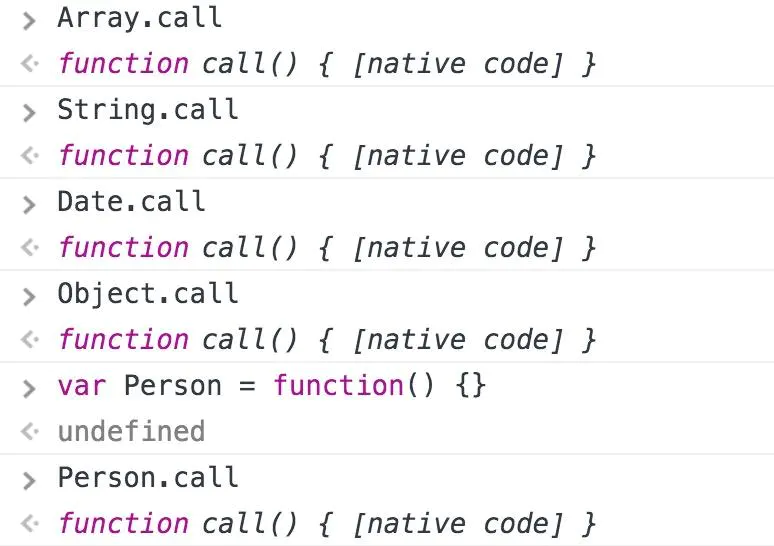 > Array.call
<· function call() { [native code] }
> String.call
<· function call() { [native code] }
> Date.call
<· function call() { [native code] }
> Object.call
<· function call() { [native code] }
> var Person = function() {}
<· undefined
> Person.call
<· function call() { [native code] }